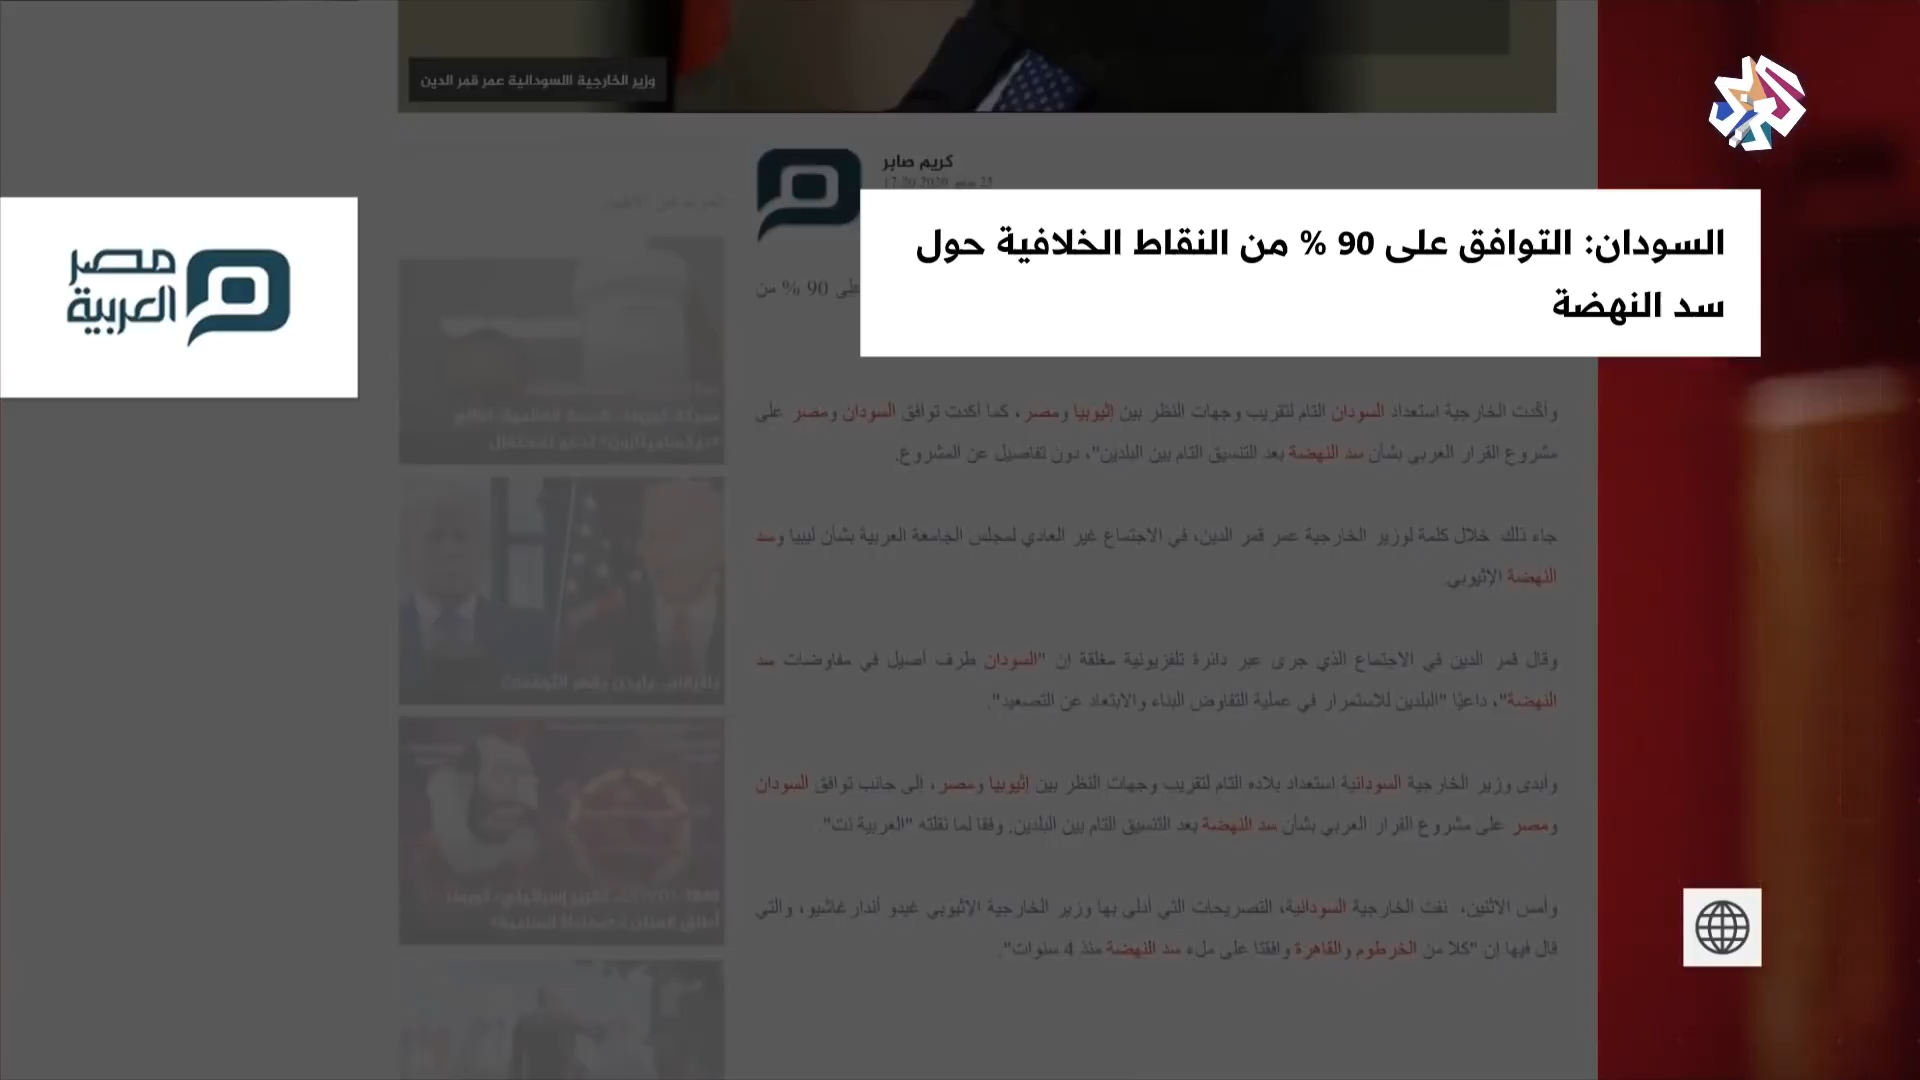 وزير الخارجية السودانية عمر قمر الدين
كريم صابر
مصر
العربية
السودان: التوافق على 90 % من النقاط الخلافية حول
سد النهضة
على 90 % من
وأكدت الخارجية استعداد السودان التام لتقريب وجهات النظر بين إثيوبيا ومصر، كما أكدت توافق السودان ومصر على
مشروع القرار العربي بشأن سد النهضة بعد التنسيق التام بين البلدين"، دون تفاصيل عن المشروع.
جاء ذلك خلال كلمة لوزير الخارجية عمر قمر الدين، في الاجتماع غير العادي لمجلس الجامعة العربية بشأن ليبيا وسد
النهضة الإثيوبي.
وقال قمر الدين في الاجتماع الذي جرى عبر دائرة تلفزيونية مغلقة إن "السودان طرف أصيل في مفاوضات سد
النهضة"، داعيًا "البلدين للاستمرار في عملية التفاوض البناء والابتعاد عن التصعيد".
وأبدى وزير الخارجية السودانية استعداد بلاده التام لتقريب وجهات النظر بين إثيوبيا ومصر، الى جانب توافق السودان
ومصر على مشروع القرار العربي بشأن سد النهضة بعد التنسيق التام بين البلدين. وفقا لما نقلته "العربية نت".
وأمس الاثنين، نفت الخارجية السودانية، التصريحات التي أدلى بها وزير الخارجية الإثيوبي غيدو أندارغاشيو، والتي
قال فيها إن "كلا من الخرطوم والقاهرة وافقتا على ملء سد النهضة منذ 4 سنوات".